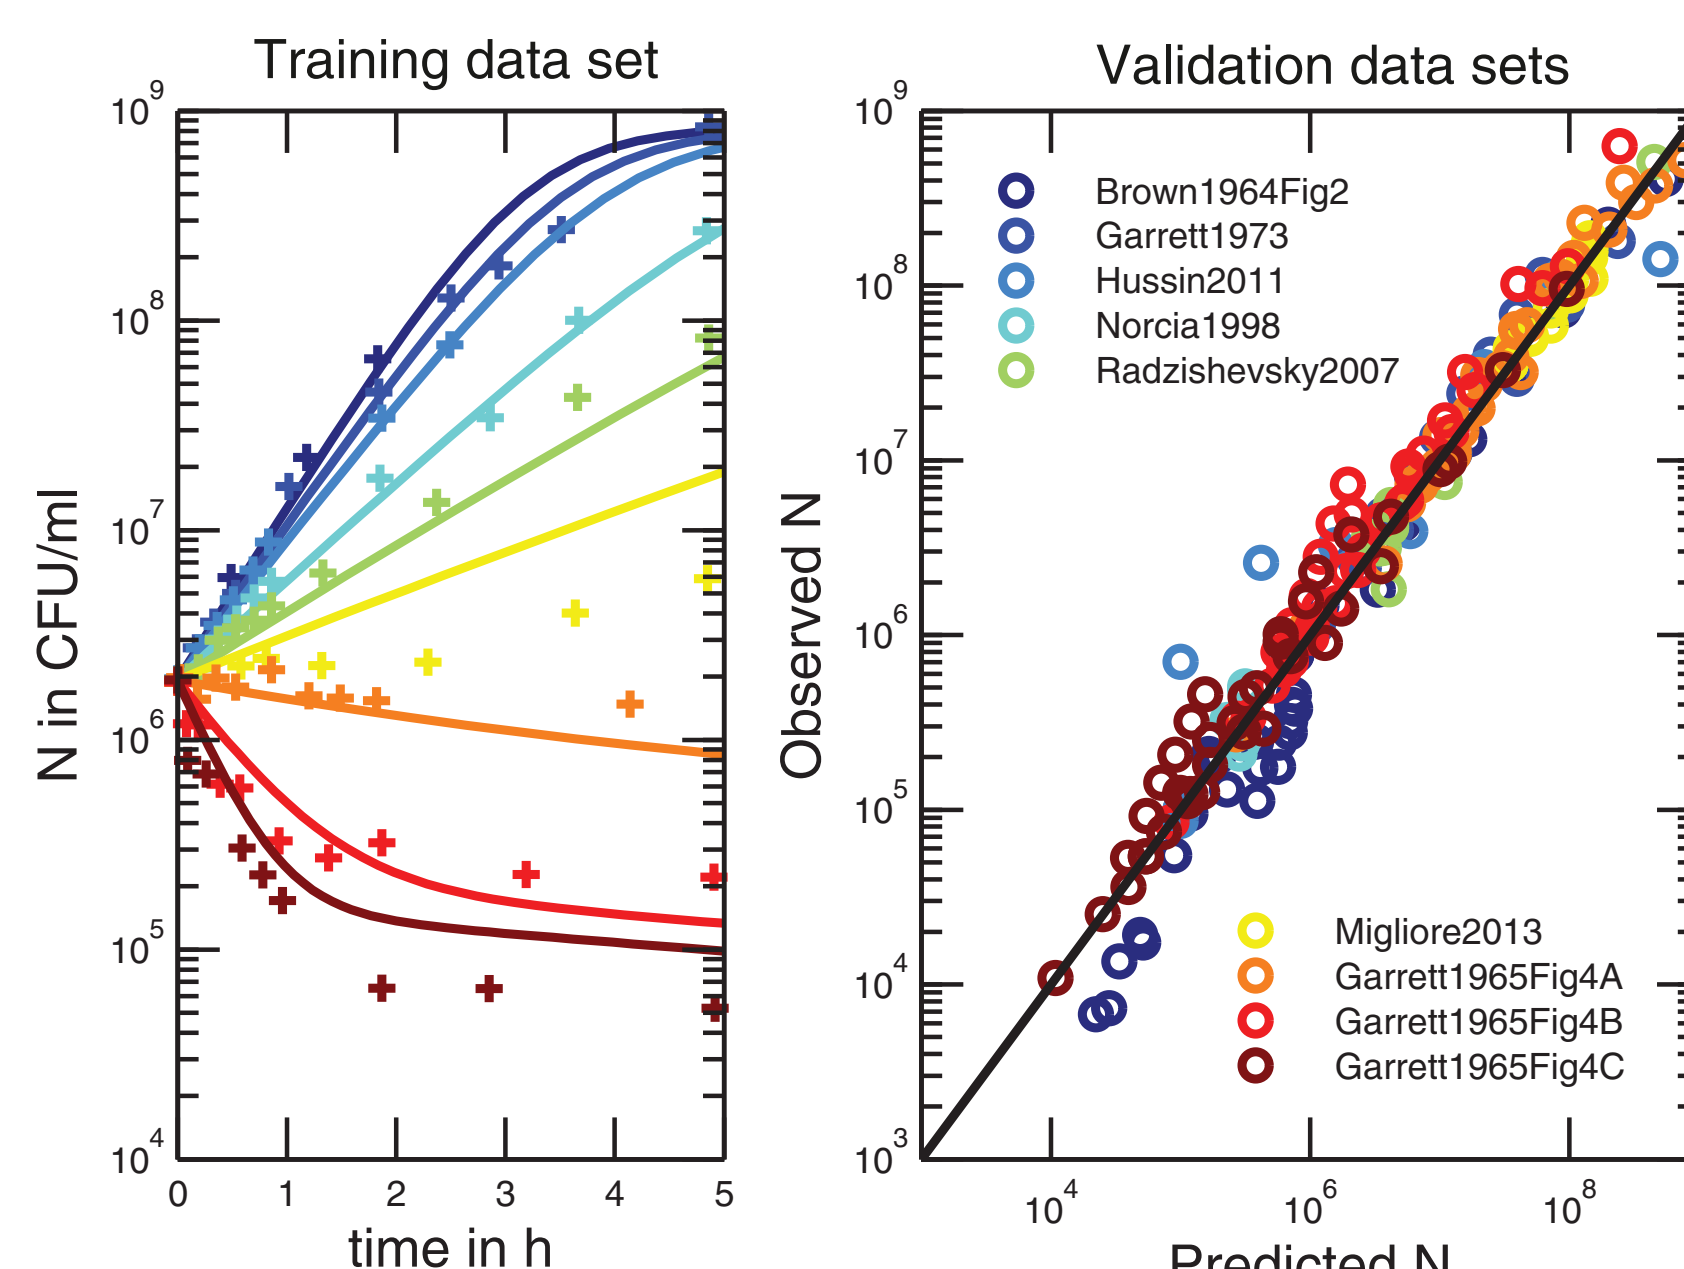 Training data set
10^9
10^8
10^7
10^6
10^5
10^4
N in CFU/ml
0 1 2 3 4 5
time in h
Validation data sets
10^9
10^8
10^7
10^6
10^5
10^4
10^3
Observed N
Brown1964Fig2
Garrett1973
Hussin2011
Norcia1998
Radzishevsky2007
Migliore2013
Garrett1965Fig4A
Garrett1965Fig4B
Garrett1965Fig4C
10^4 10^6 10^8
Predicted N